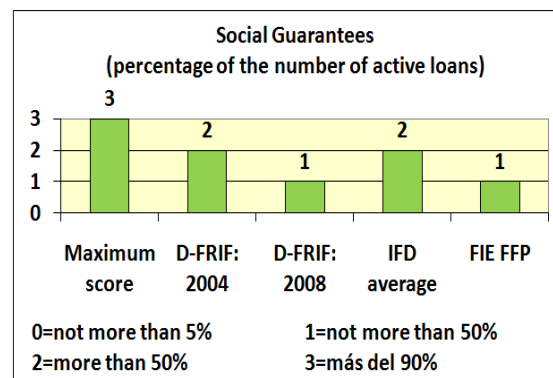 Social Guarantees
(percentage of the number of active loans)
3
2
1
2
1
3
2
1
0
Maximum score
D-FRIF: 2004
D-FRIF: 2008
IFD average
FIE FFP
0=not more than 5% 1=not more than 50%
2=more than 50% 3=más del 90%